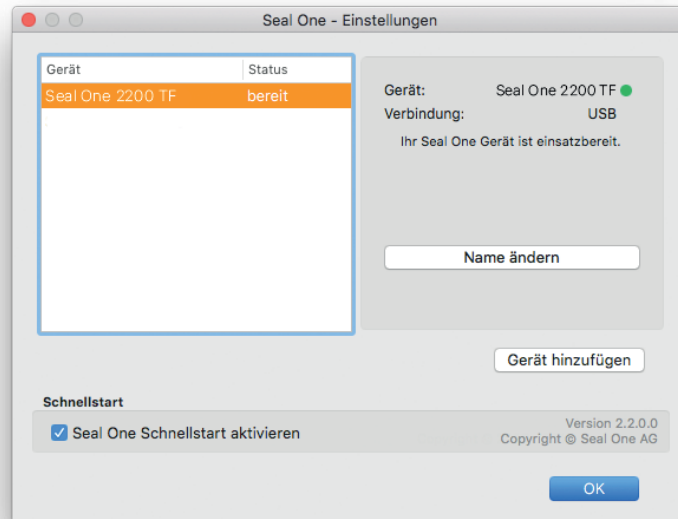 Seal One - Einstellungen
Gerät Status
Seal One 2200 TF bereit
Gerät: Seal One 2200 TF
Verbindung: USB
Ihr Seal One Gerät ist einsatzbereit.
Name ändern
Gerät hinzufügen
Schnellstart
Seal One Schnellstart aktivieren
Version 2.2.0.0
Copyright © Seal One AG
OK